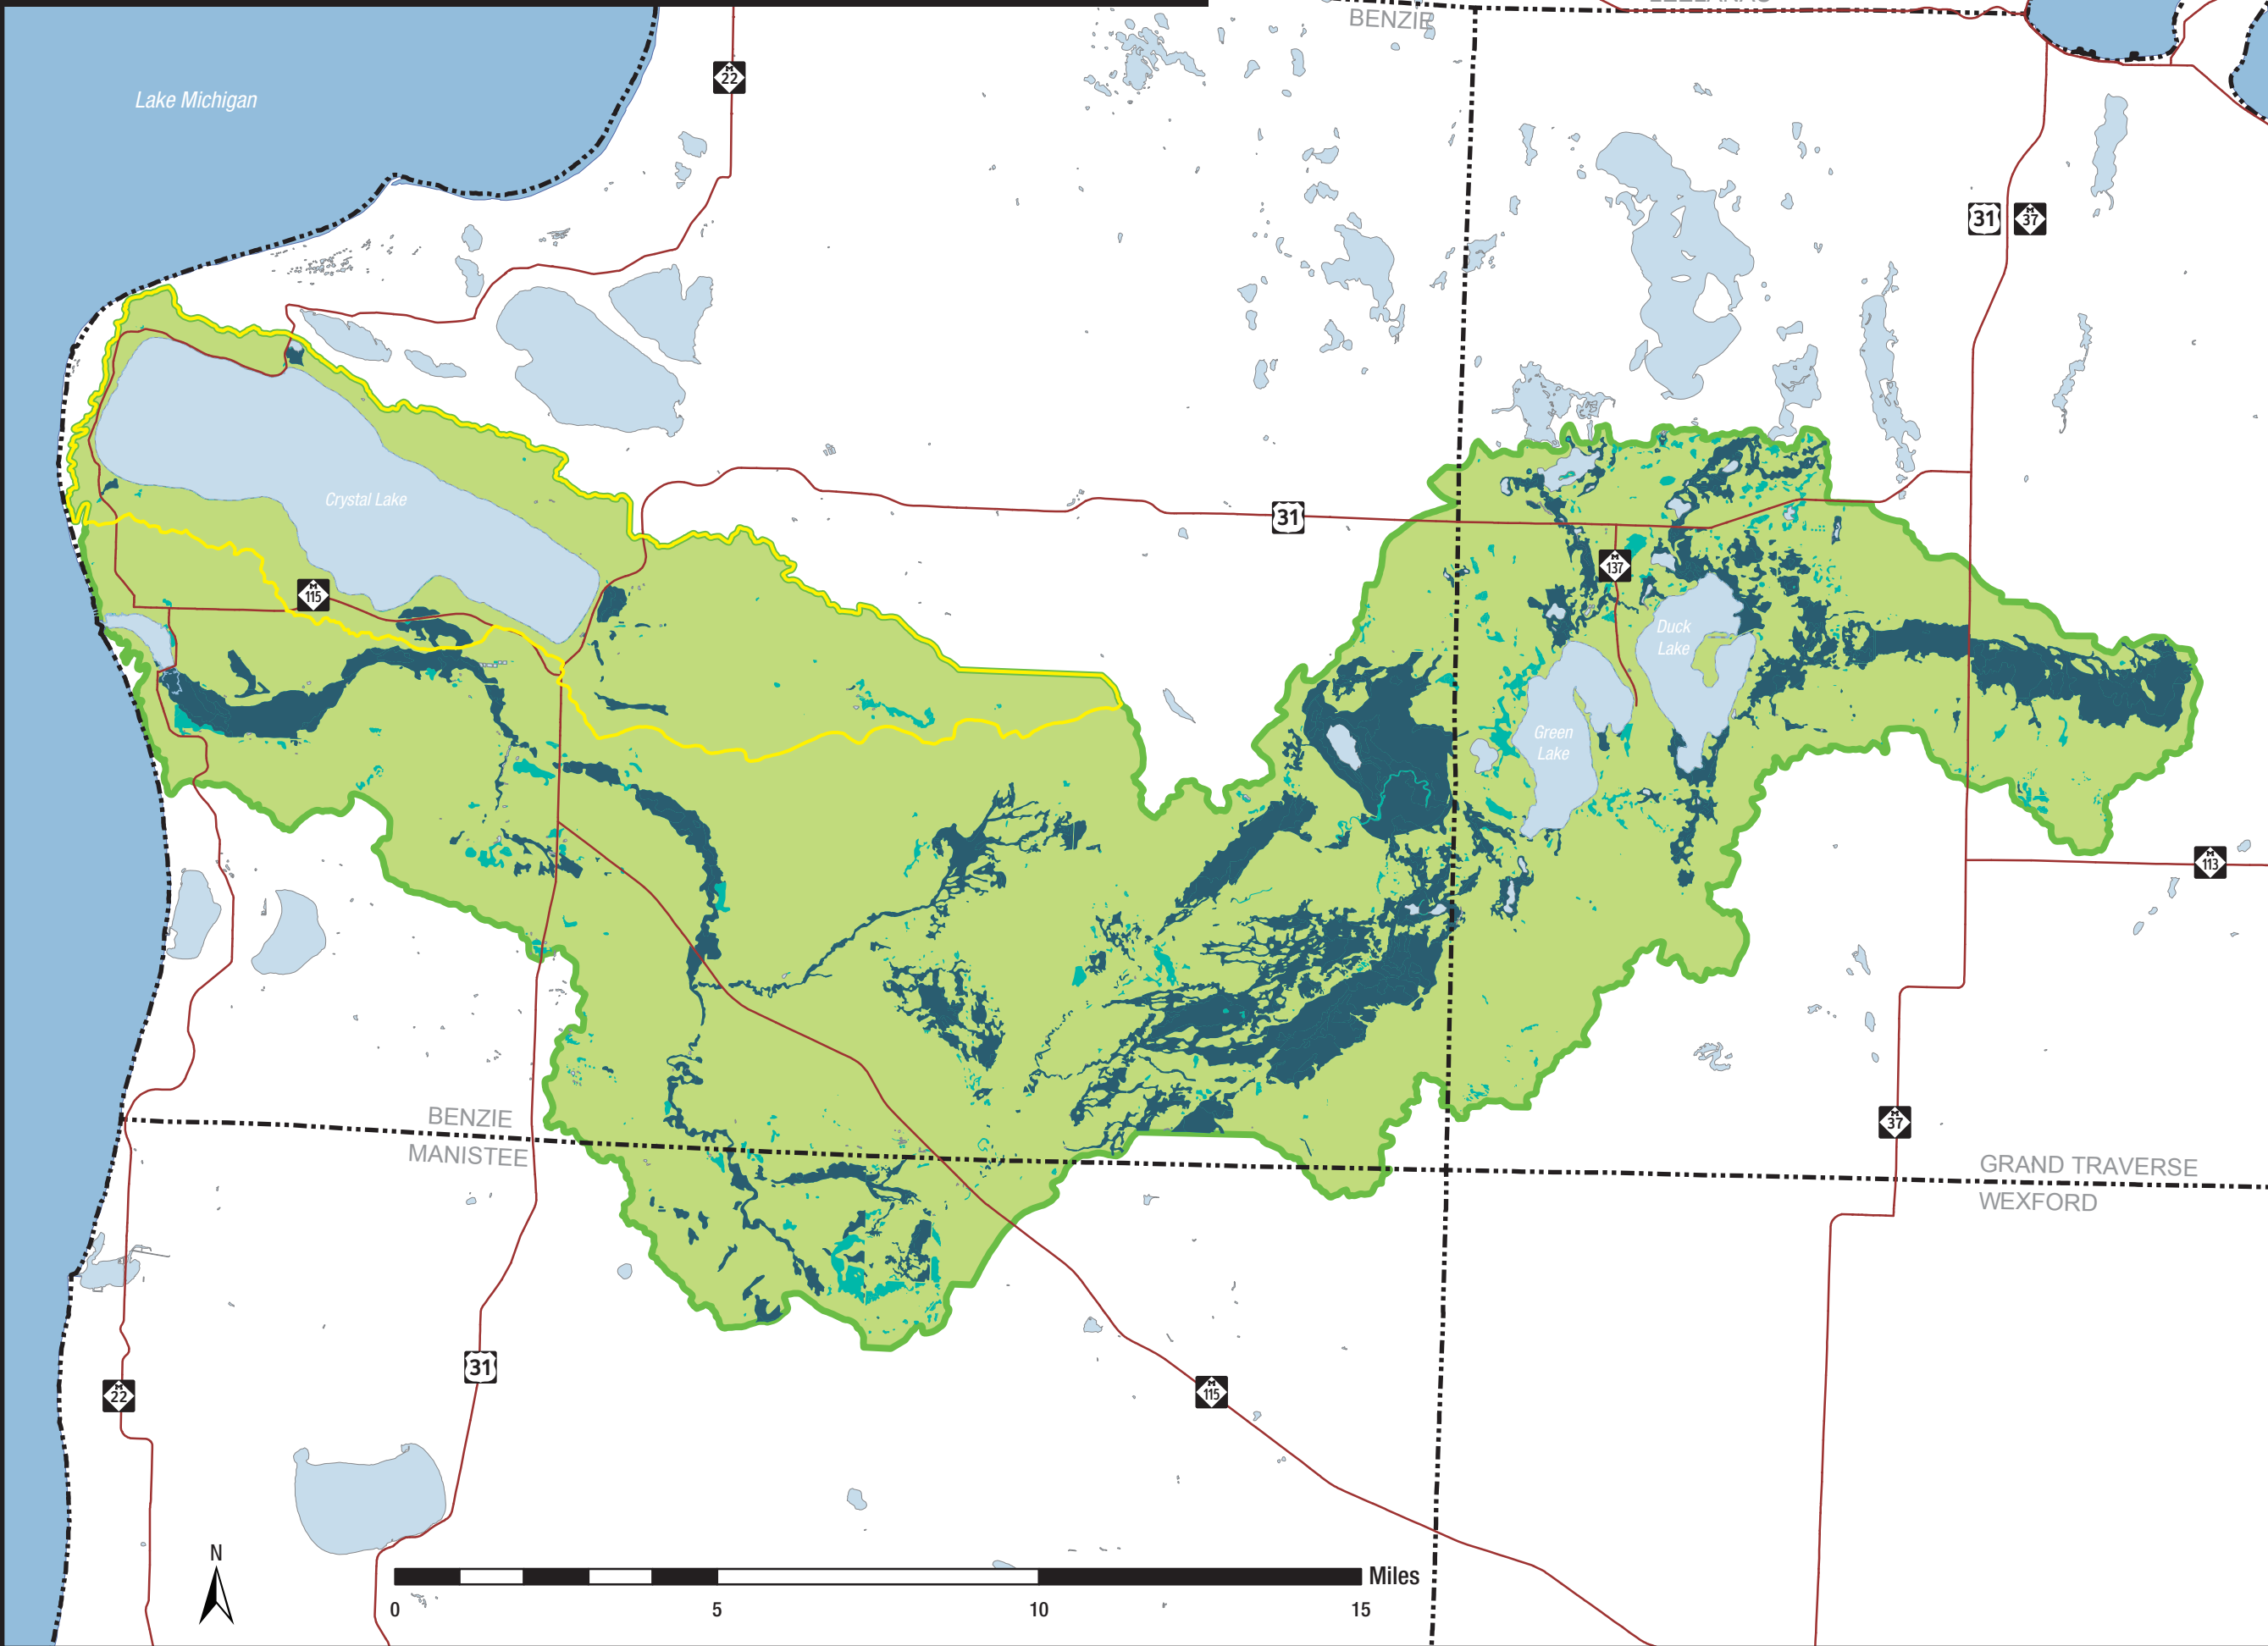 BENZIE
M
22
Lake Michigan
31
M
37
Crystal Lake
31
M
137
M
115
Duck
Lake
Green
Lake
M
113
BENZIE
MANISTEE
M
37
GRAND TRAVERSE
WEXFORD
31
M
22
M
115
N
Miles
0
5
10
15